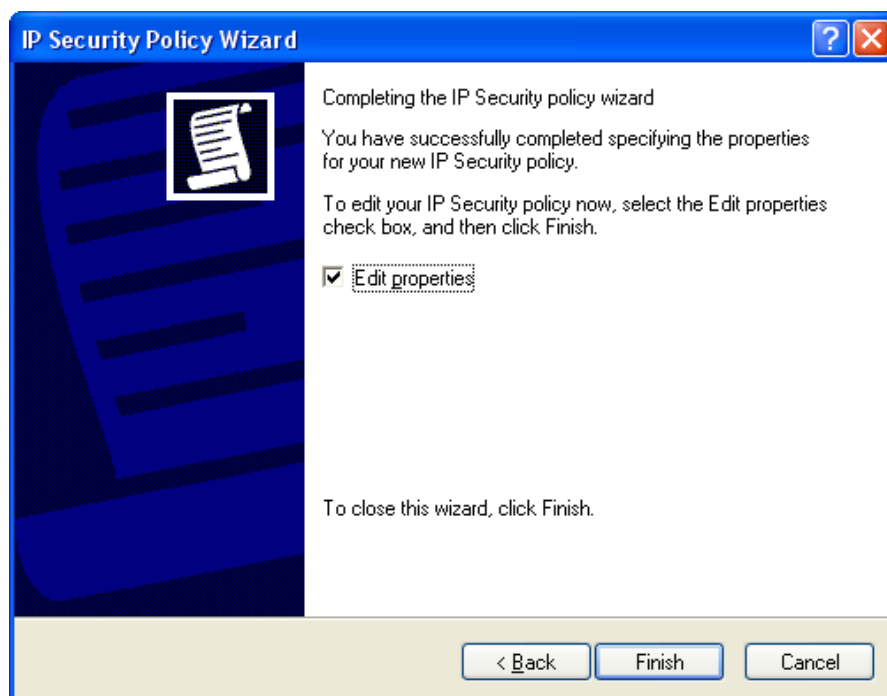 IP Security Policy Wizard
Completing the IP Security policy wizard
You have successfully completed specifying the properties
for your new IP Security policy.
To edit your IP Security policy now, select the Edit properties
check box, and then click Finish.
Edit properties
To close this wizard, click Finish.
< Back Finish Cancel